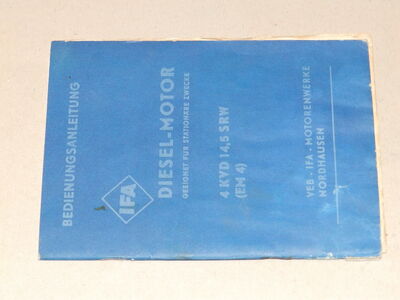 BEDIENUNGSANLEITUNG
IFA
DIESEL-MOTOR
GEEIGNET FÜR STATIONÄRE ZWECKE
4 KVD 14,5 SRW
(EM 4)
VEB - IFA - MOTORENWERKE
NORDHAUSEN